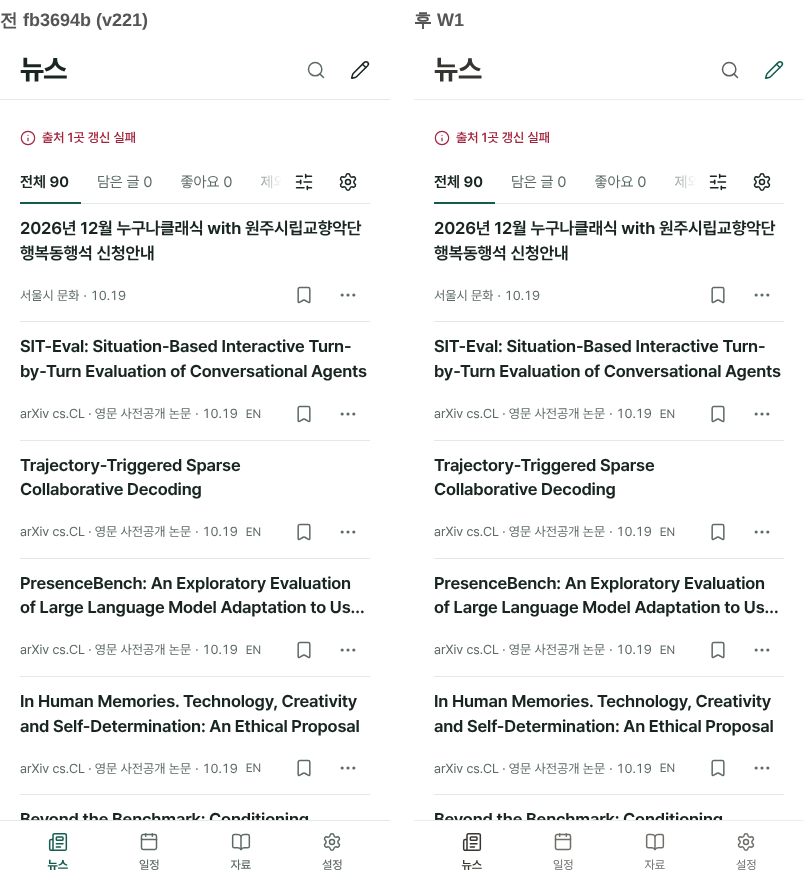 전 fb3694b (v221)
뉴스
출처 1곳 갱신 실패
전체 90 담은 글 0 좋아요 0
2026년 12월 누구나클래식 with 원주시립교향악단
행복동행석 신청안내
서울시 문화 · 10.19
SIT-Eval: Situation-Based Interactive Turn-
by-Turn Evaluation of Conversational Agents
arXiv cs.CL · 영문 사전공개 논문 · 10.19 EN
Trajectory-Triggered Sparse
Collaborative Decoding
arXiv cs.CL · 영문 사전공개 논문 · 10.19 EN
PresenceBench: An Exploratory Evaluation
of Large Language Model Adaptation to Us...
arXiv cs.CL · 영문 사전공개 논문 · 10.19 EN
In Human Memories. Technology, Creativity
and Self-Determination: An Ethical Proposal
arXiv cs.CL · 영문 사전공개 논문 · 10.19 EN
Beyond the Benchmark: Conditioning
뉴스 일정 자료 설정
후 W1
뉴스
출처 1곳 갱신 실패
전체 90 담은 글 0 좋아요 0
2026년 12월 누구나클래식 with 원주시립교향악단
행복동행석 신청안내
서울시 문화 · 10.19
SIT-Eval: Situation-Based Interactive Turn-
by-Turn Evaluation of Conversational Agents
arXiv cs.CL · 영문 사전공개 논문 · 10.19 EN
Trajectory-Triggered Sparse
Collaborative Decoding
arXiv cs.CL · 영문 사전공개 논문 · 10.19 EN
PresenceBench: An Exploratory Evaluation
of Large Language Model Adaptation to Us...
arXiv cs.CL · 영문 사전공개 논문 · 10.19 EN
In Human Memories. Technology, Creativity
and Self-Determination: An Ethical Proposal
arXiv cs.CL · 영문 사전공개 논문 · 10.19 EN
Beyond the Benchmark: Conditioning
뉴스 일정 자료 설정